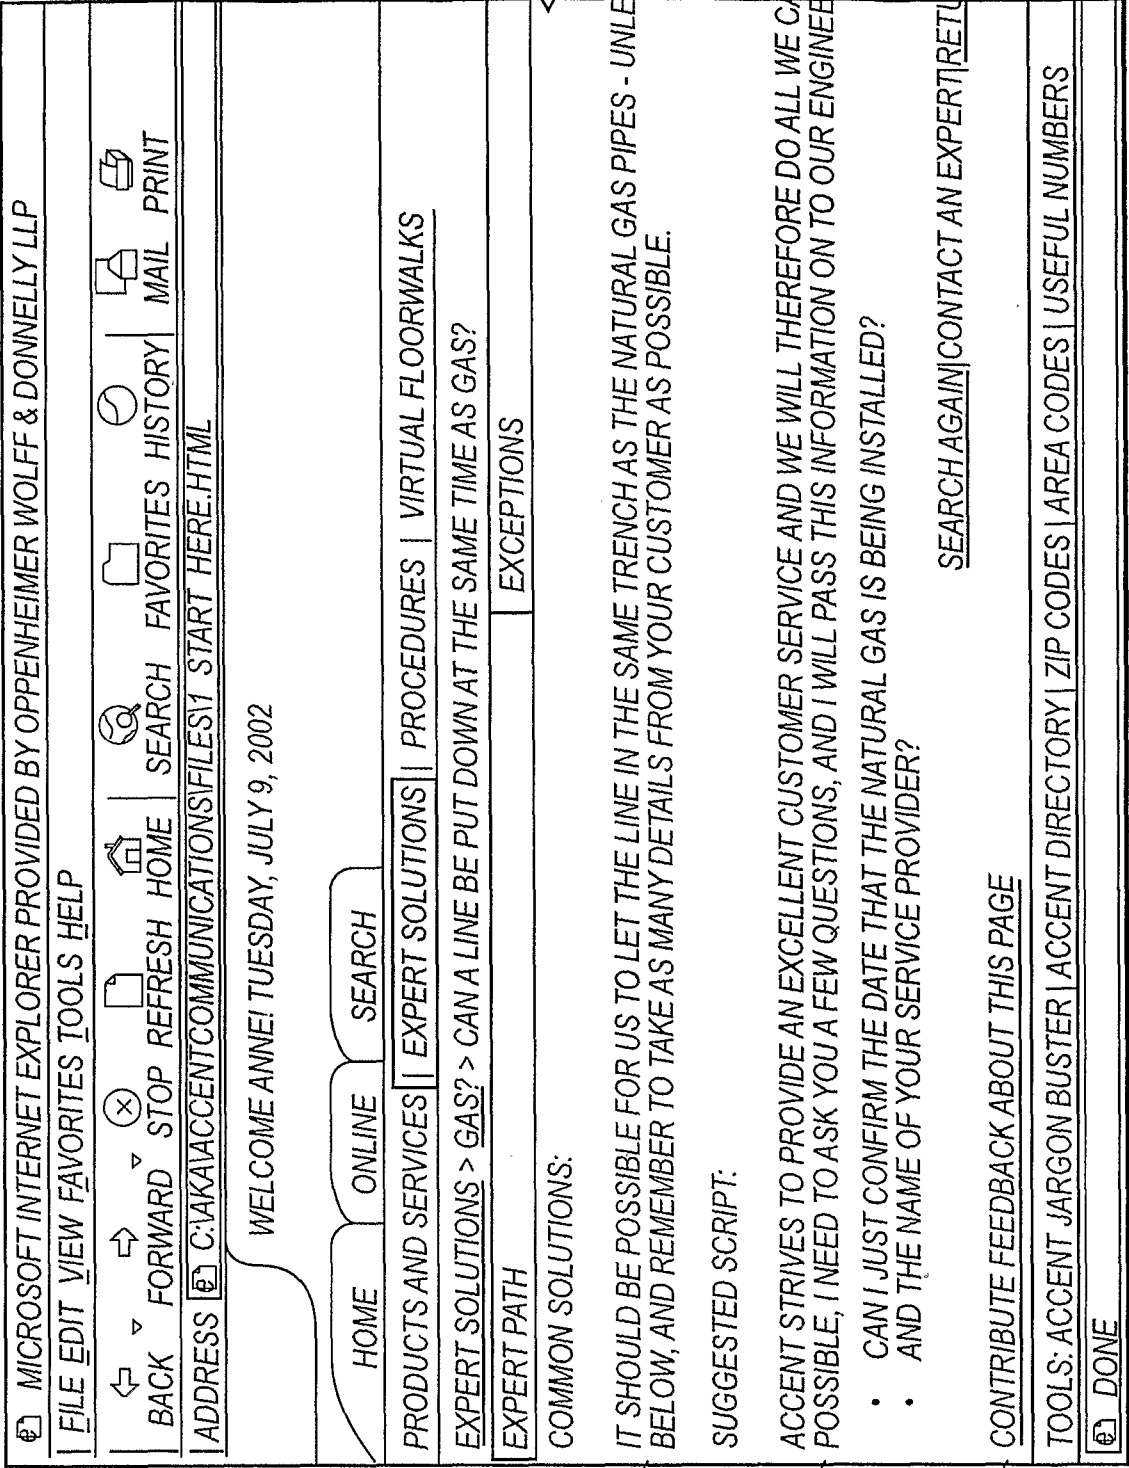 MICROSOFT INTERNET EXPLORER PROVIDED BY OPPENHEIMER WOLFF & DONNELLY LLP
FILE EDIT VIEW FAVORITES TOOLS HELP
BACK FORWARD STOP REFRESH HOME SEARCH FAVORITES HISTORY MAIL PRINT
ADDRESS C:\AKA\ACCENTCOMMUNICATIONS\FILES\1 START HERE.HTML
WELCOME ANNE! TUESDAY, JULY 9, 2002
HOME ONLINE SEARCH
PRODUCTS AND SERVICES | EXPERT SOLUTIONS | PROCEDURES | VIRTUAL FLOORWALKS
EXPERT SOLUTIONS > GAS? > CAN A LINE BE PUT DOWN AT THE SAME TIME AS GAS?
EXPERT PATH EXCEPTIONS
COMMON SOLUTIONS:
IT SHOULD BE POSSIBLE FOR US TO LET THE LINE IN THE SAME TRENCH AS THE NATURAL GAS PIPES - UNLE
BELOW, AND REMEMBER TO TAKE AS MANY DETAILS FROM YOUR CUSTOMER AS POSSIBLE.
SUGGESTED SCRIPT:
ACCENT STRIVES TO PROVIDE AN EXCELLENT CUSTOMER SERVICE AND WE WILL THEREFORE DO ALL WE CA
POSSIBLE, I NEED TO ASK YOU A FEW QUESTIONS, AND I WILL PASS THIS INFORMATION ON TO OUR ENGINEE
• CAN I JUST CONFIRM THE DATE THAT THE NATURAL GAS IS BEING INSTALLED?
• AND THE NAME OF YOUR SERVICE PROVIDER?
SEARCH AGAIN|CONTACT AN EXPERT|RETU
CONTRIBUTE FEEDBACK ABOUT THIS PAGE
TOOLS: ACCENT JARGON BUSTER | ACCENT DIRECTORY | ZIP CODES | AREA CODES | USEFUL NUMBERS
DONE